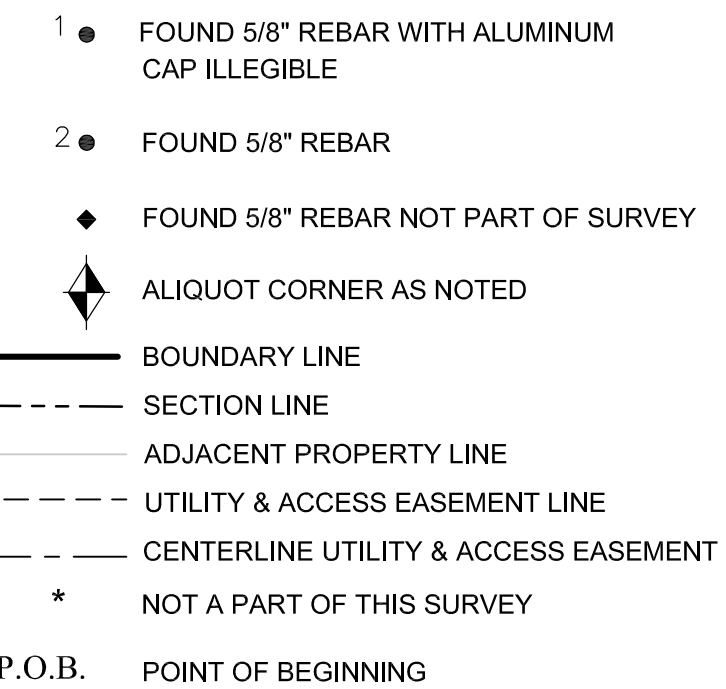 1 FOUND 5/8" REBAR WITH ALUMINUM
CAP ILLEGIBLE
2 FOUND 5/8" REBAR
FOUND 5/8" REBAR NOT PART OF SURVEY
ALIQUOT CORNER AS NOTED
BOUNDARY LINE
SECTION LINE
ADJACENT PROPERTY LINE
UTILITY & ACCESS EASEMENT LINE
CENTERLINE UTILITY & ACCESS EASEMENT
* NOT A PART OF THIS SURVEY
P.O.B. POINT OF BEGINNING